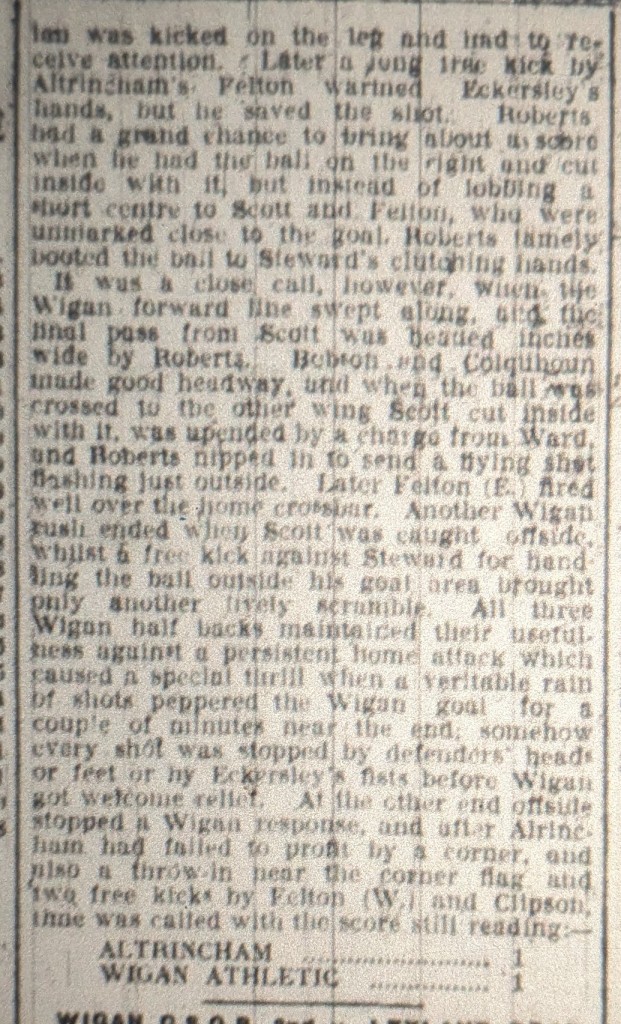 was kicked on the leg and had to re-
ceive attention. Later a long free kick by
Altrincham's Felton warmed Eckersley's
hands, but he saved the shot. Roberts
had a grand chance to bring about a score
when he had the ball on the right and cut
inside with it, but instead of lobbing a
short centre to Scott and Felton, who were
unmarked close to the goal, Roberts tamely
booted the ball to Steward's clutching hands.
It was a close call, however, when the
Wigan forward line swept along, and the
final pass from Scott was headed inches
wide by Roberts. Bobson and Colquhoun
made good headway, and when the ball was
crossed to the other wing Scott cut inside
with it, was upended by a charge from Ward,
and Roberts nipped in to send a flying shot
flashing just outside. Later Felton (E.) fired
well over the home crossbar. Another Wigan
rush ended when Scott was caught offside,
whilst a free kick against Steward for hand-
ling the ball outside his goal area brought
only another lively scramble. All three
Wigan half backs maintained their useful-
ness against a persistent home attack which
caused a special thrill when a veritable rain
of shots peppered the Wigan goal for a
couple of minutes near the end; somehow
every shot was stopped by defenders' heads
or feet or by Eckersley's fists before Wigan
got welcome relief. At the other end offside
stopped a Wigan response, and after Altrinc-
ham had failed to profit by a corner, and
also a throw-in near the corner flag and
two free kicks by Felton (W.) and Clipson,
time was called with the score still reading:—
ALTRINCHAM .......................... 1
WIGAN ATHLETIC ................ 1
WIGAN